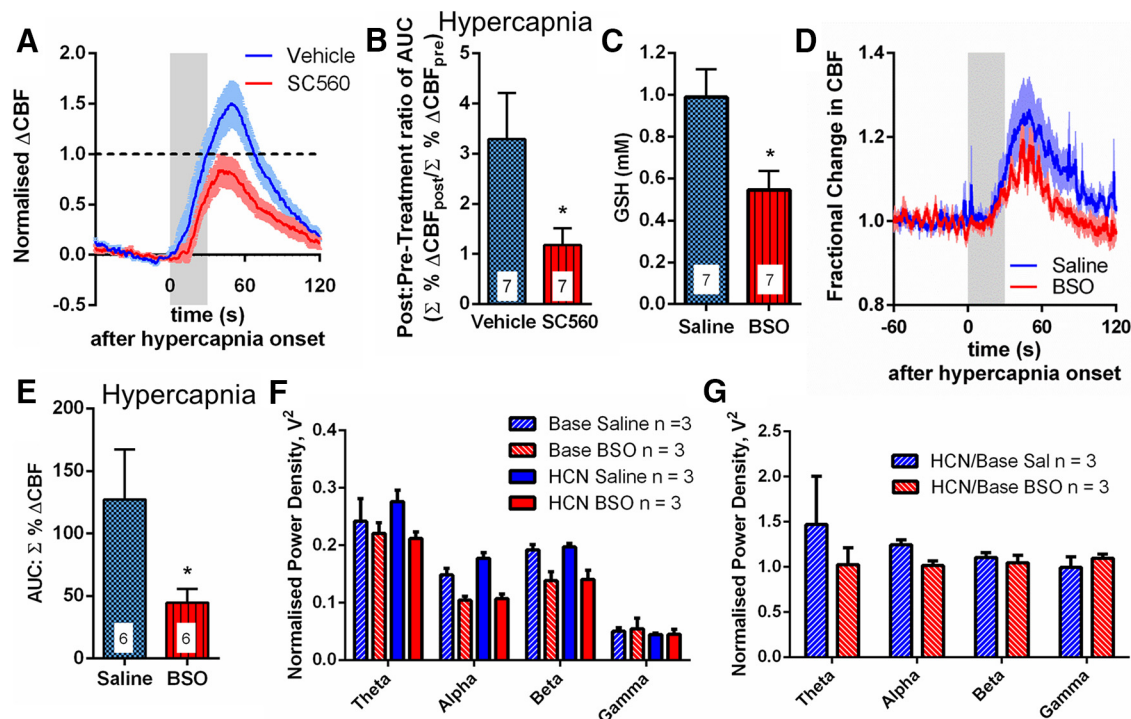 A
Normalised ΔCBF
2.0
1.5
1.0
0.5
0.0
-0.5
Vehicle
SC560
0
60
120
time (s)
after hypercapnia onset
B
Hypercapnia
Post:Pre-Treatment ratio of AUC
(Σ % ΔCBFpost/Σ % ΔCBFpre)
5
4
3
2
1
0
*
7
7
Vehicle
SC560
C
GSH (mM)
1.2
1.0
0.8
0.6
0.4
0.2
0.0
*
7
7
Saline
BSO
D
Fractional Change in CBF
1.4
1.2
1.0
0.8
Saline
BSO
-60
0
60
120
time (s)
after hypercapnia onset
E
Hypercapnia
AUC: Σ % ΔCBF
200
150
100
50
0
*
6
6
Saline
BSO
F
Normalised Power Density, V²
0.4
0.3
0.2
0.1
0.0
Base Saline n =3
Base BSO n = 3
HCN Saline n = 3
HCN BSO n = 3
Theta
Alpha
Beta
Gamma
G
Normalised Power Density, V²
2.5
2.0
1.5
1.0
0.5
0.0
HCN/Base Sal n = 3
HCN/Base BSO n = 3
Theta
Alpha
Beta
Gamma